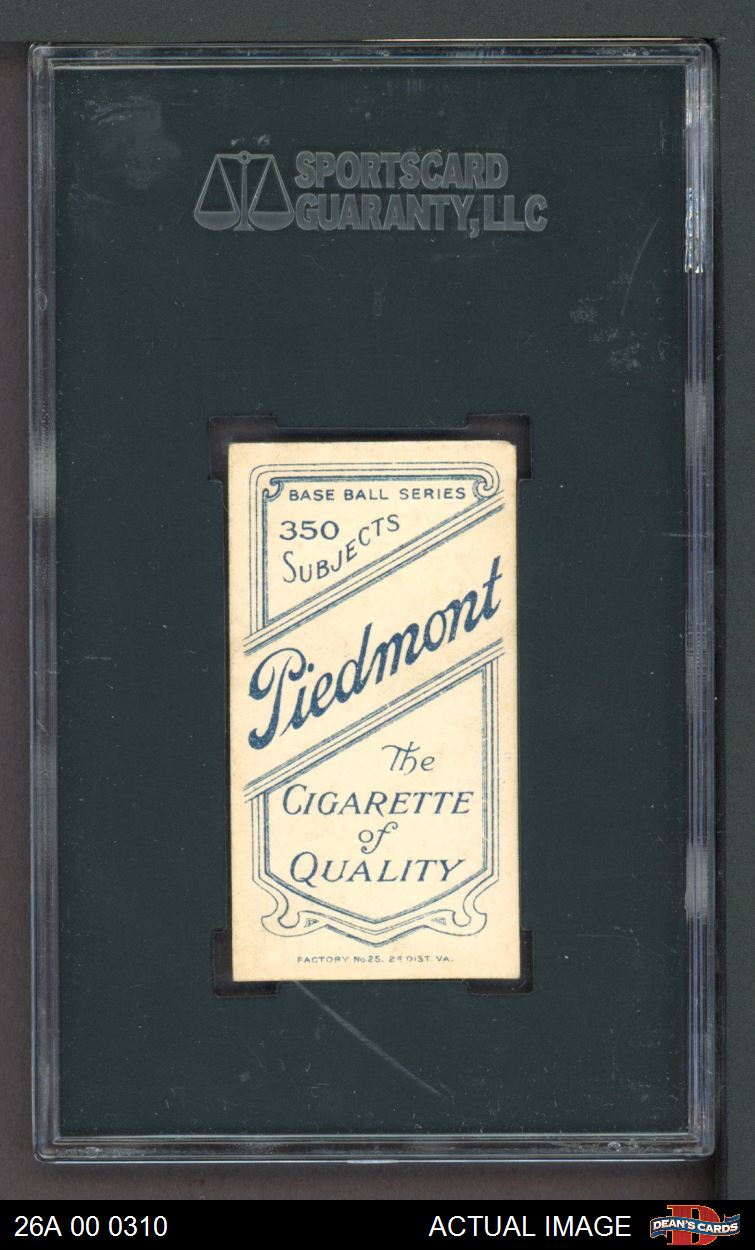 SPORTSCARD
GUARANTY, LLC
BASE BALL SERIES
350
SUBJECTS
Piedmont
The
CIGARETTE
of
QUALITY
FACTORY No. 25. 2d DIST. VA.
26A 00 0310
ACTUAL IMAGE
D
DEAN'S CARDS